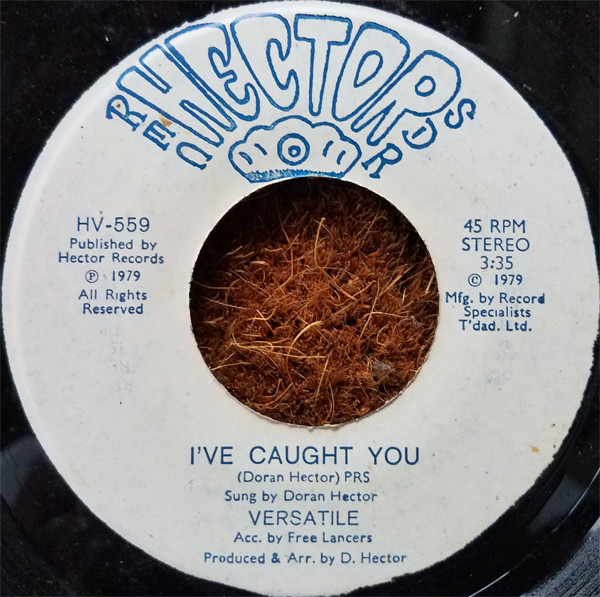 HECTOR
RECORDS
HV-559
Published by
Hector Records
℗ 1979
All Rights
Reserved
45 RPM
STEREO
3:35
© 1979
Mfg. by Record
Specialists
T'dad. Ltd.
I'VE CAUGHT YOU
(Doran Hector) PRS
Sung by Doran Hector
VERSATILE
Acc. by Free Lancers
Produced & Arr. by D. Hector